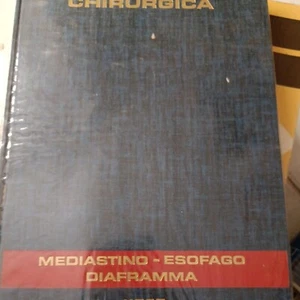 CHIRURGICA
MEDIASTINO - ESOFAGO
DIAFRAMMA